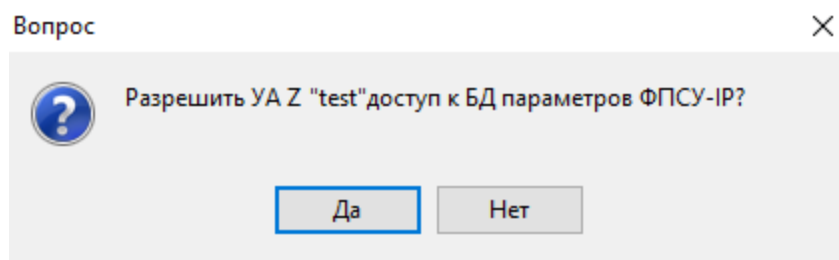 Вопрос
Разрешить УА Z "test"доступ к БД параметров ФПСУ-IP?
Да
Нет